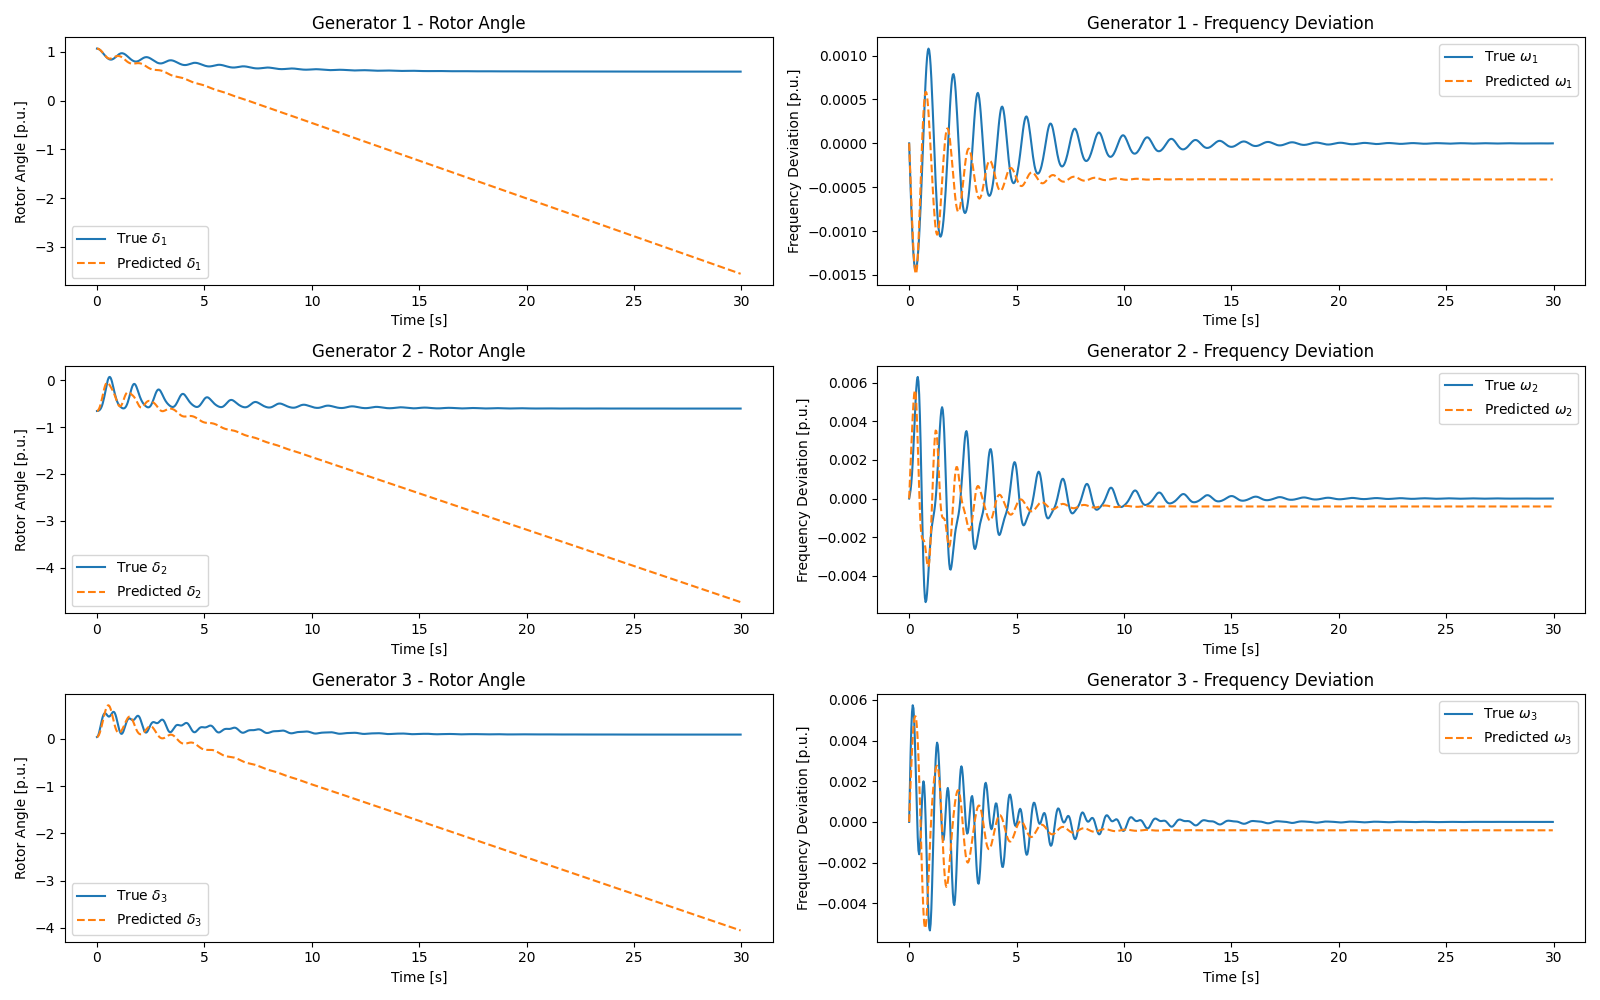 Generator 1 - Rotor Angle
Rotor Angle [p.u.]
1
0
−1
−2
−3
True δ1
Predicted δ1
0 5 10 15 20 25 30
Time [s]
Generator 1 - Frequency Deviation
Frequency Deviation [p.u.]
0.0010
0.0005
0.0000
−0.0005
−0.0010
−0.0015
True ω1
Predicted ω1
0 5 10 15 20 25 30
Time [s]
Generator 2 - Rotor Angle
Rotor Angle [p.u.]
0
−1
−2
−3
−4
True δ2
Predicted δ2
0 5 10 15 20 25 30
Time [s]
Generator 2 - Frequency Deviation
Frequency Deviation [p.u.]
0.006
0.004
0.002
0.000
−0.002
−0.004
True ω2
Predicted ω2
0 5 10 15 20 25 30
Time [s]
Generator 3 - Rotor Angle
Rotor Angle [p.u.]
0
−1
−2
−3
−4
True δ3
Predicted δ3
0 5 10 15 20 25 30
Time [s]
Generator 3 - Frequency Deviation
Frequency Deviation [p.u.]
0.006
0.004
0.002
0.000
−0.002
−0.004
True ω3
Predicted ω3
0 5 10 15 20 25 30
Time [s]